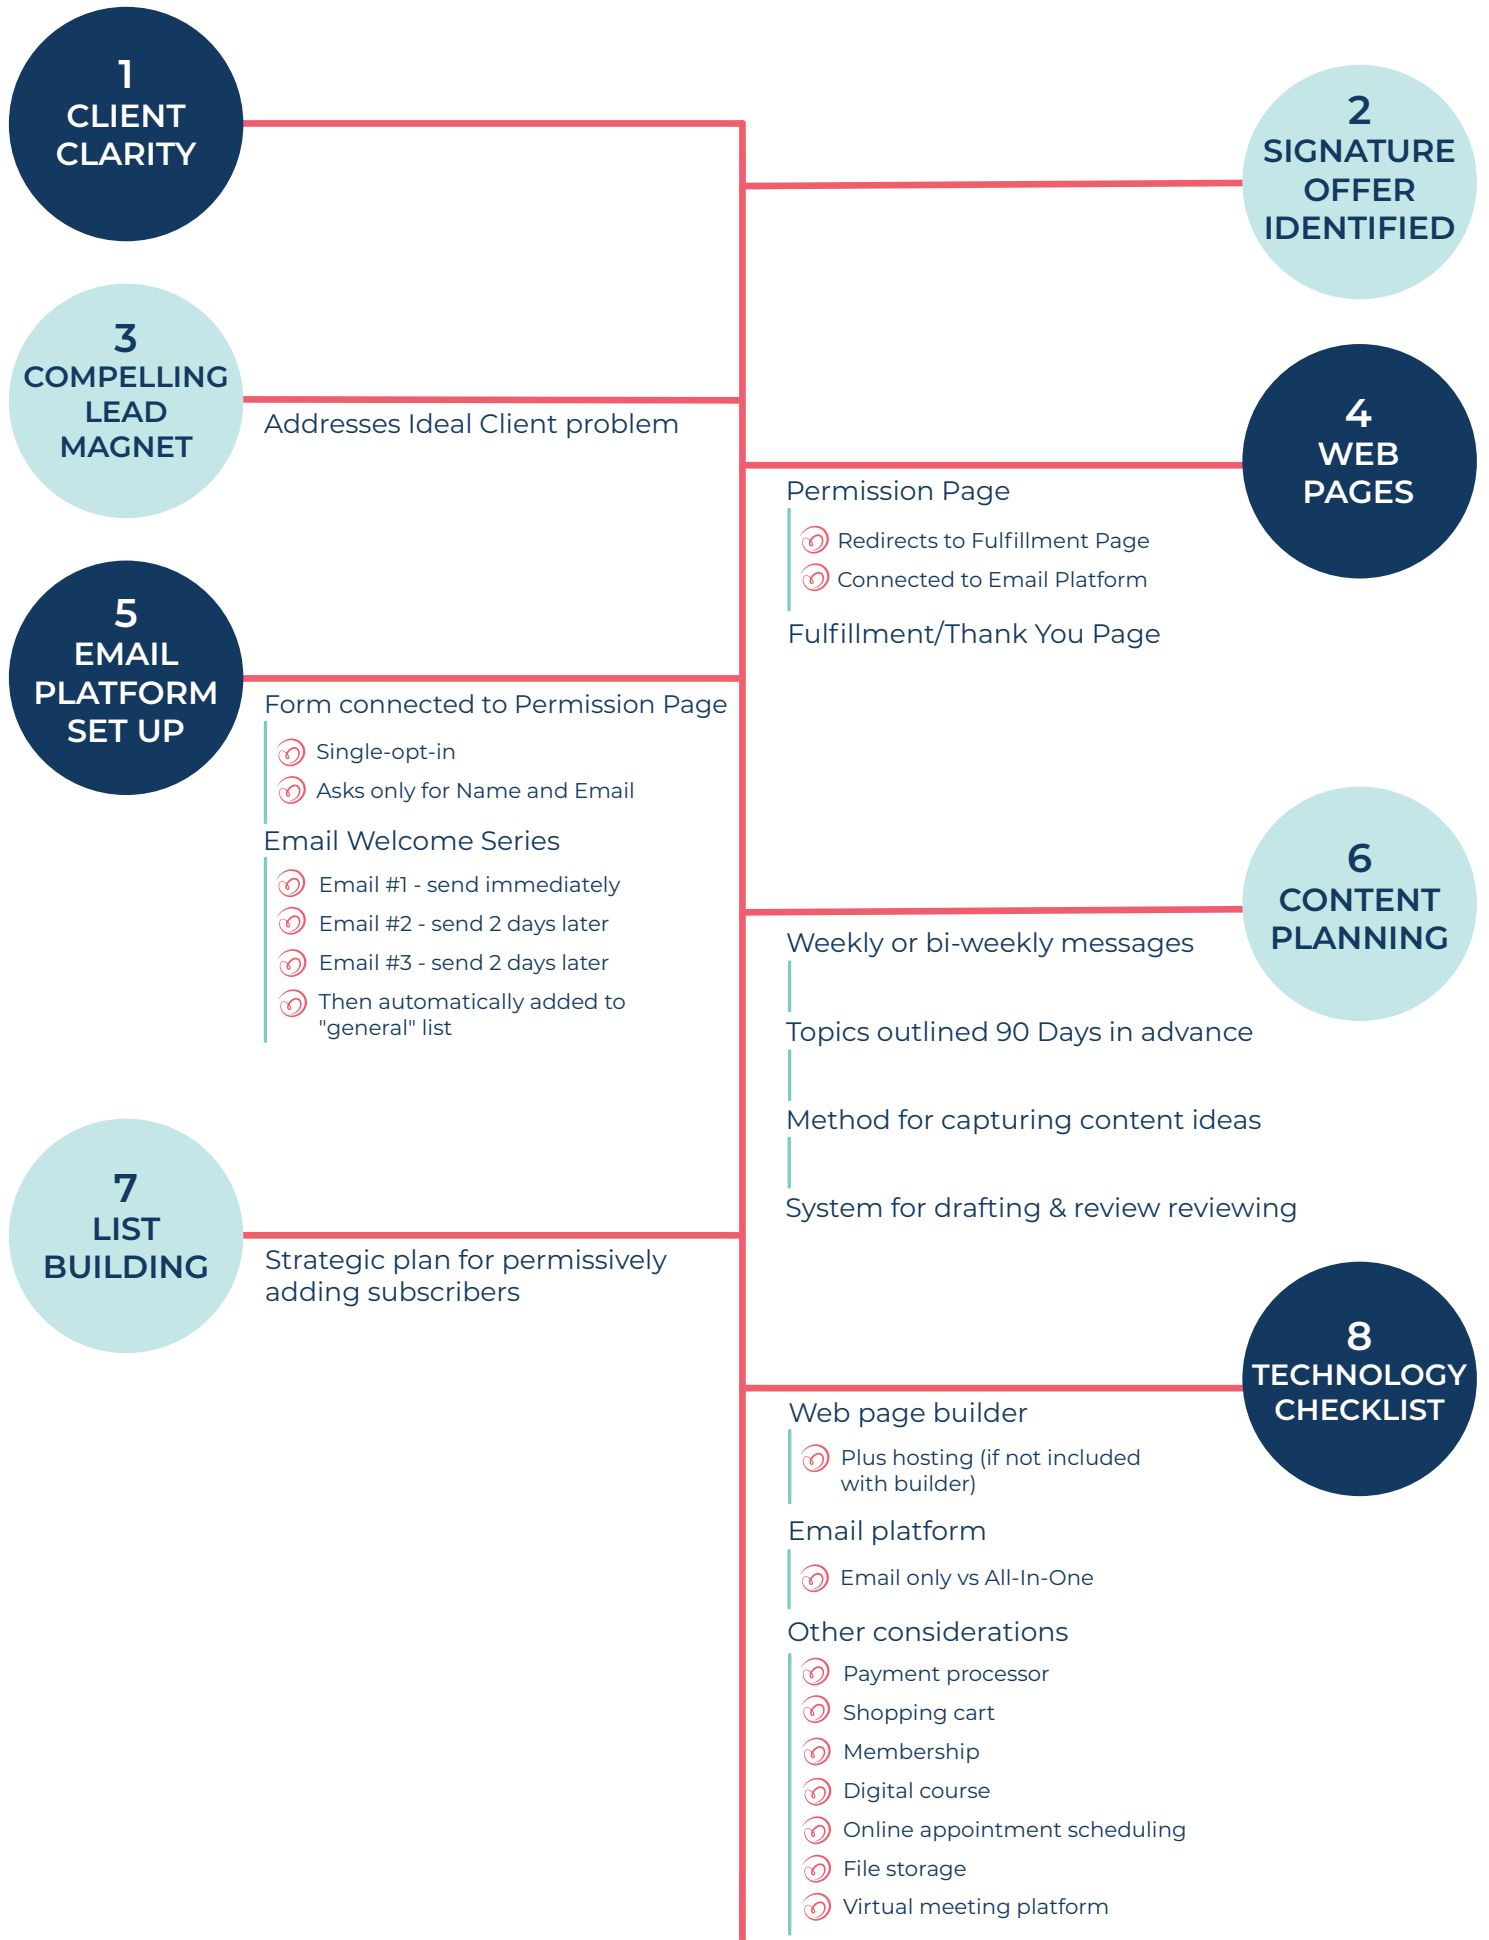 1
CLIENT
CLARITY
2
SIGNATURE
OFFER
IDENTIFIED
3
COMPELLING
LEAD
MAGNET
Addresses Ideal Client problem
4
WEB
PAGES
Permission Page
Redirects to Fulfillment Page
Connected to Email Platform
Fulfillment/Thank You Page
5
EMAIL
PLATFORM
SET UP
Form connected to Permission Page
Single-opt-in
Asks only for Name and Email
Email Welcome Series
Email #1 - send immediately
Email #2 - send 2 days later
Email #3 - send 2 days later
Then automatically added to
"general" list
6
CONTENT
PLANNING
Weekly or bi-weekly messages
Topics outlined 90 Days in advance
Method for capturing content ideas
System for drafting & review reviewing
7
LIST
BUILDING
Strategic plan for permissively
adding subscribers
8
TECHNOLOGY
CHECKLIST
Web page builder
Plus hosting (if not included
with builder)
Email platform
Email only vs All-In-One
Other considerations
Payment processor
Shopping cart
Membership
Digital course
Online appointment scheduling
File storage
Virtual meeting platform